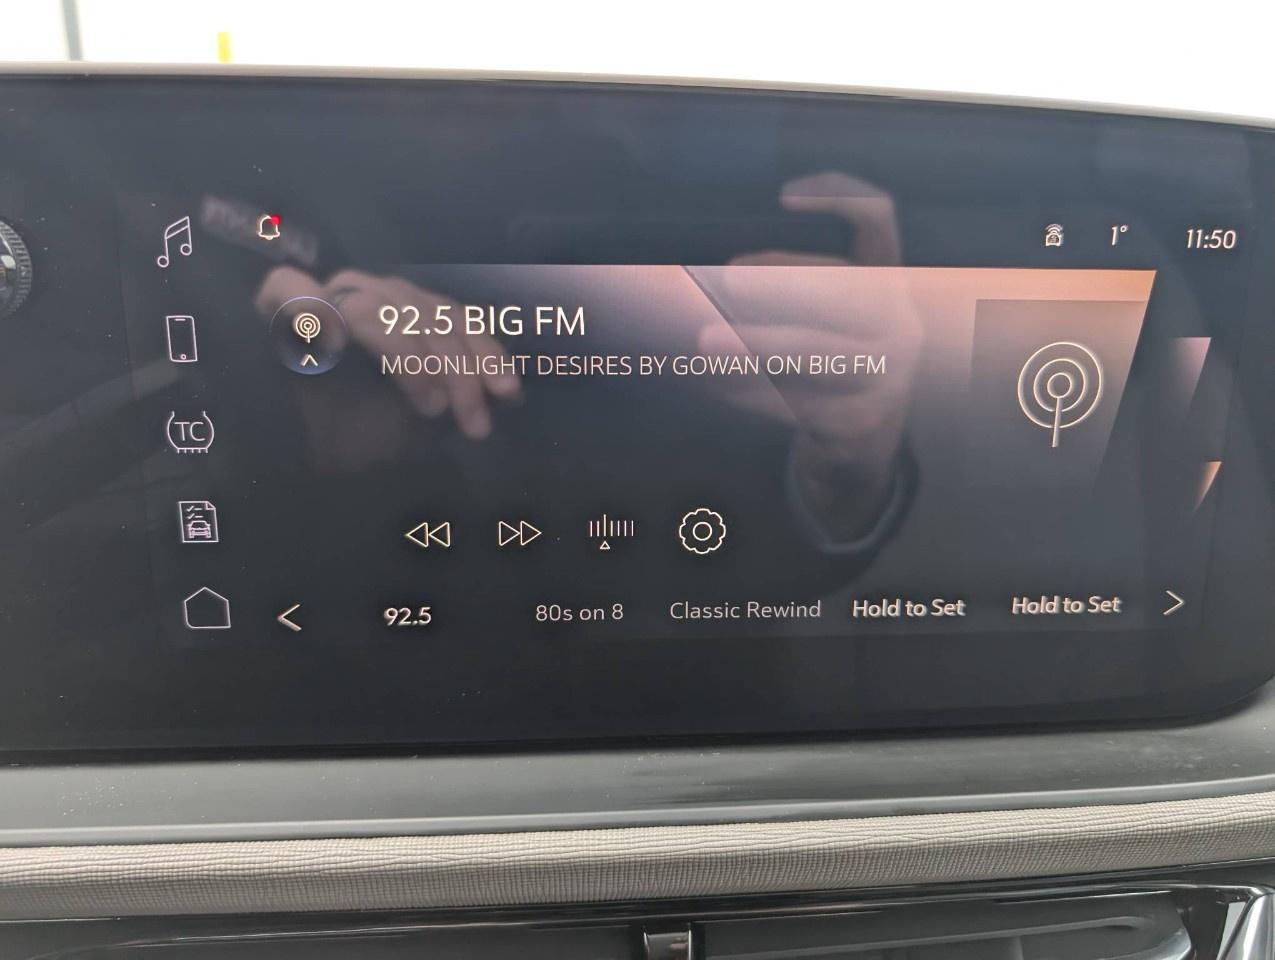 1° 11:50
92.5 BIG FM
MOONLIGHT DESIRES BY GOWAN ON BIG FM
TC
92.5 80s on 8 Classic Rewind Hold to Set Hold to Set